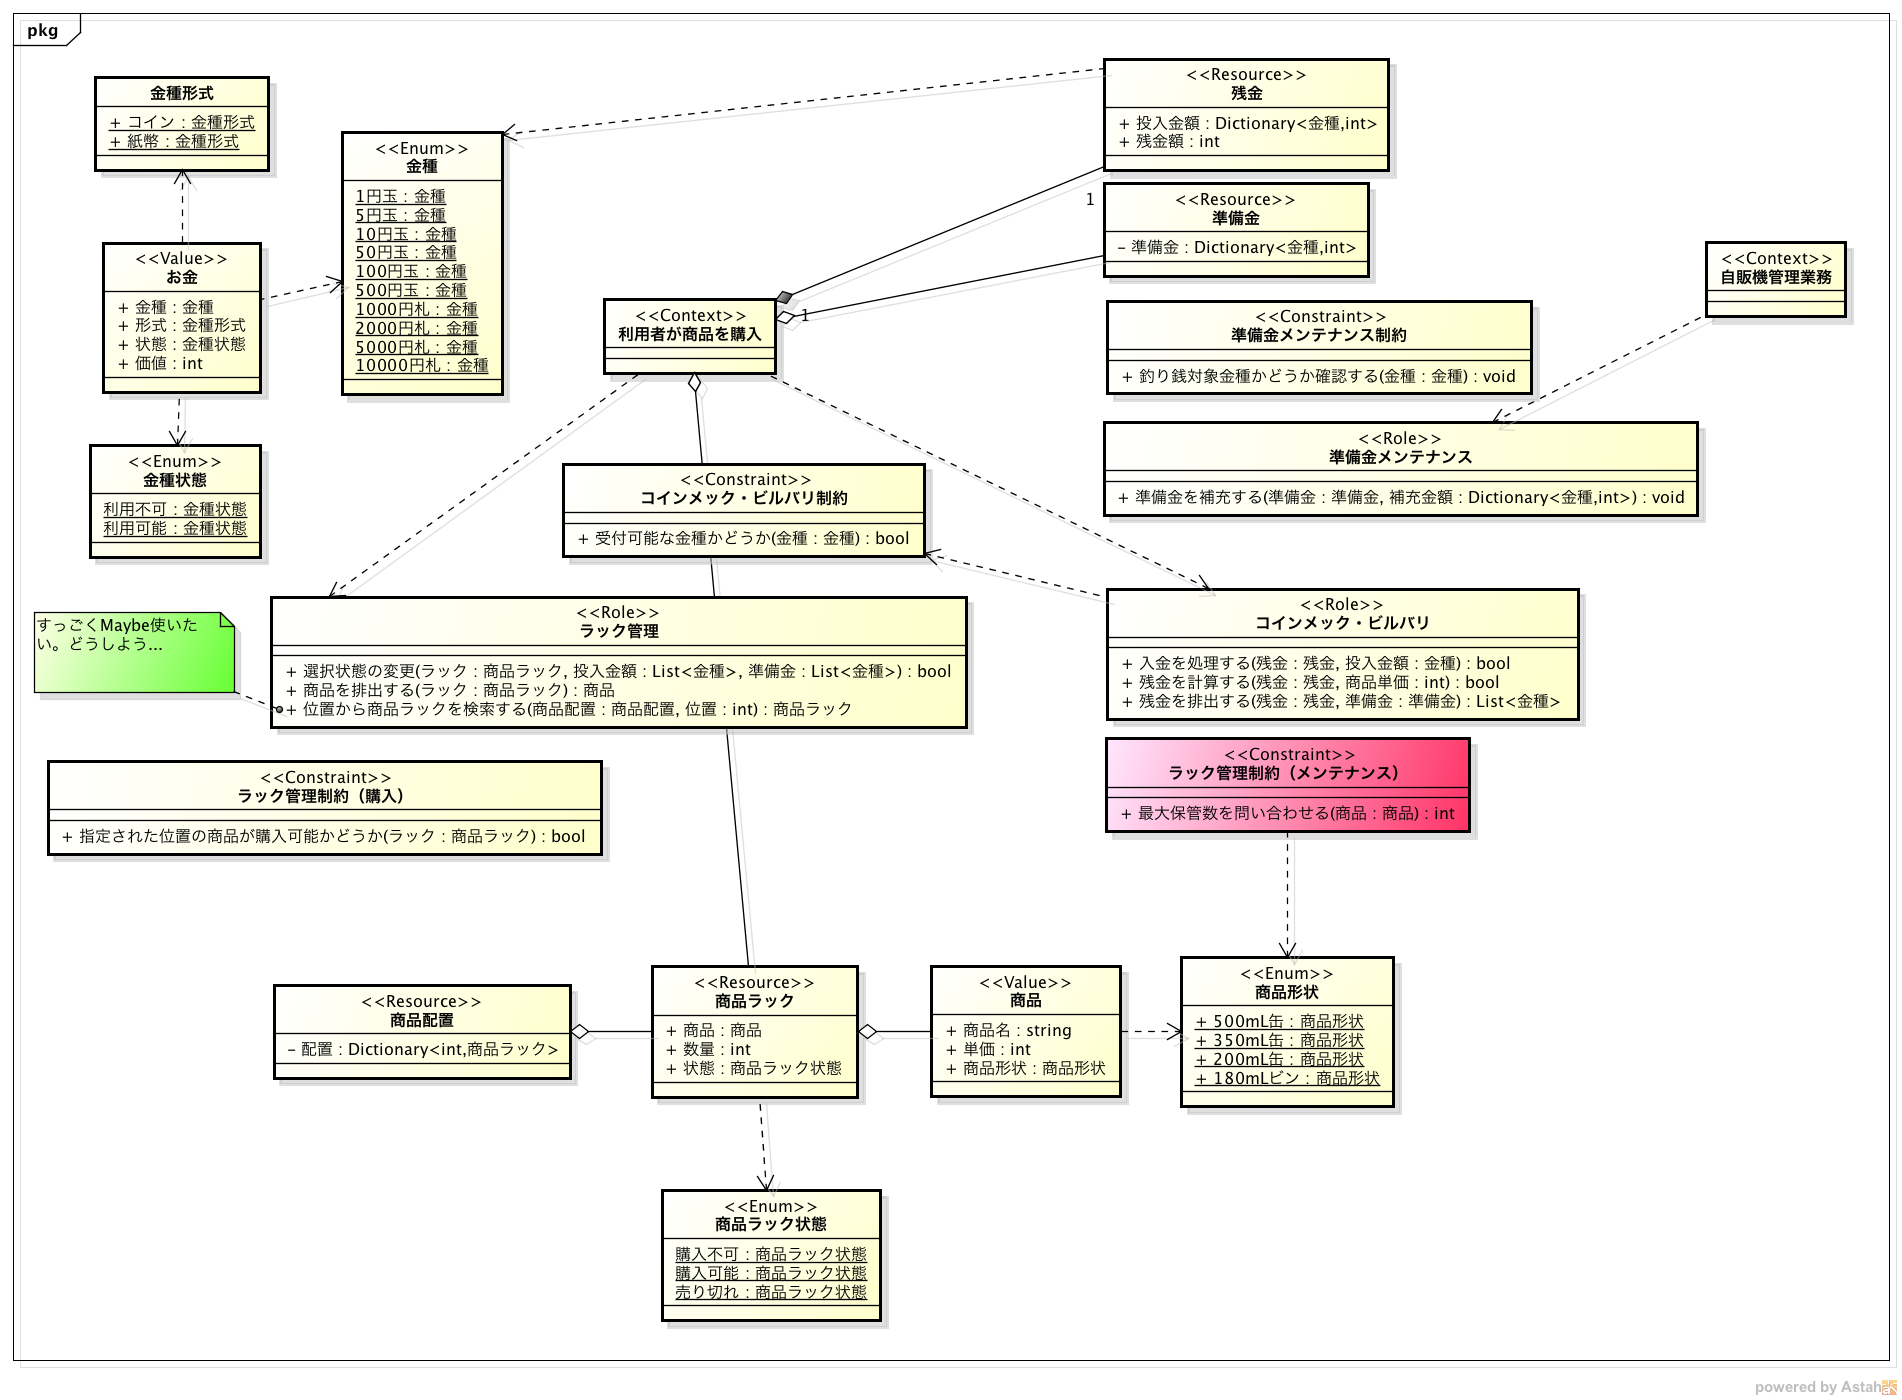 pkg
金種形式
+ コイン : 金種形式
+ 紙幣 : 金種形式
<<Enum>>
金種
1円玉 : 金種
5円玉 : 金種
10円玉 : 金種
50円玉 : 金種
100円玉 : 金種
500円玉 : 金種
1000円札 : 金種
2000円札 : 金種
5000円札 : 金種
10000円札 : 金種
<<Resource>>
残金
+ 投入金額 : Dictionary<金種,int>
+ 残金額 : int
1
<<Resource>>
準備金
- 準備金 : Dictionary<金種,int>
<<Value>>
お金
+ 金種 : 金種
+ 形式 : 金種形式
+ 状態 : 金種状態
+ 価値 : int
<<Context>>
自販機管理業務
<<Context>>
利用者が商品を購入
1
<<Constraint>>
準備金メンテナンス制約
+ 釣り銭対象金種かどうか確認する(金種 : 金種) : void
<<Role>>
準備金メンテナンス
+ 準備金を補充する(準備金 : 準備金, 補充金額 : Dictionary<金種,int>) : void
<<Enum>>
金種状態
利用不可 : 金種状態
利用可能 : 金種状態
<<Constraint>>
コインメック・ビルバリ制約
+ 受付可能な金種かどうか(金種 : 金種) : bool
すっごくMaybe使いた
い。どうしよう...
<<Role>>
ラック管理
+ 選択状態の変更(ラック : 商品ラック, 投入金額 : List<金種>, 準備金 : List<金種>) : bool
+ 商品を排出する(ラック : 商品ラック) : 商品
+ 位置から商品ラックを検索する(商品配置 : 商品配置, 位置 : int) : 商品ラック
<<Role>>
コインメック・ビルバリ
+ 入金を処理する(残金 : 残金, 投入金額 : 金種) : bool
+ 残金を計算する(残金 : 残金, 商品単価 : int) : bool
+ 残金を排出する(残金 : 残金, 準備金 : 準備金) : List<金種>
<<Constraint>>
ラック管理制約（購入）
+ 指定された位置の商品が購入可能かどうか(ラック : 商品ラック) : bool
<<Constraint>>
ラック管理制約（メンテナンス）
+ 最大保管数を問い合わせる(商品 : 商品) : int
<<Resource>>
商品配置
- 配置 : Dictionary<int,商品ラック>
<<Resource>>
商品ラック
+ 商品 : 商品
+ 数量 : int
+ 状態 : 商品ラック状態
<<Value>>
商品
+ 商品名 : string
+ 単価 : int
+ 商品形状 : 商品形状
<<Enum>>
商品形状
+ 500mL缶 : 商品形状
+ 350mL缶 : 商品形状
+ 200mL缶 : 商品形状
+ 180mLビン : 商品形状
<<Enum>>
商品ラック状態
購入不可 : 商品ラック状態
購入可能 : 商品ラック状態
売り切れ : 商品ラック状態
powered by Astah